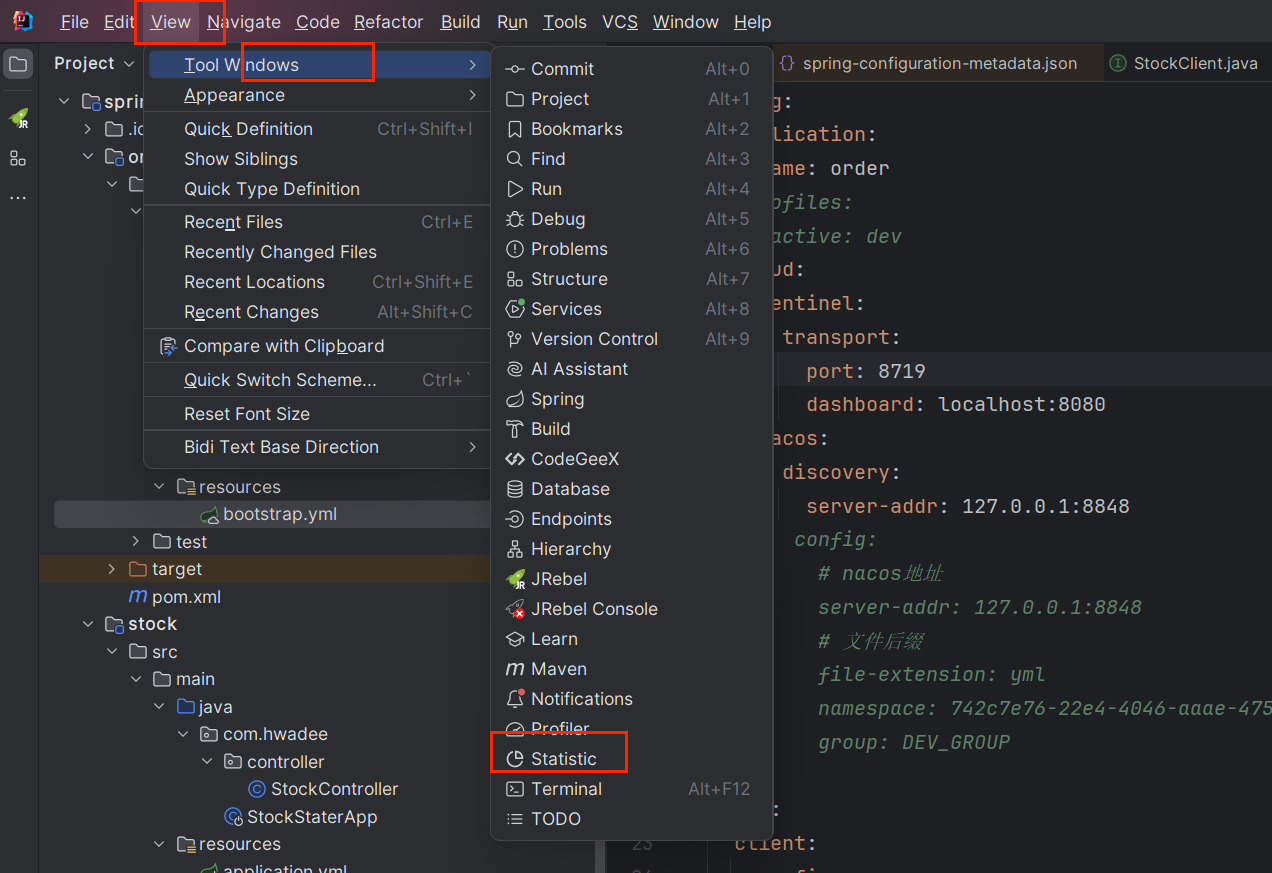 File Edit View Navigate Code Refactor Build Run Tools VCS Window Help
Project
spring-configuration-metadata.json
StockClient.java
Tool Windows
Appearance
Quick Definition Ctrl+Shift+I
Show Siblings
Quick Type Definition
Recent Files Ctrl+E
Recently Changed Files
Recent Locations Ctrl+Shift+E
Recent Changes Alt+Shift+C
Compare with Clipboard
Quick Switch Scheme... Ctrl+`
Reset Font Size
Bidi Text Base Direction
Commit Alt+0
Project Alt+1
Bookmarks Alt+2
Find Alt+3
Run Alt+4
Debug Alt+5
Problems Alt+6
Structure Alt+7
Services Alt+8
Version Control Alt+9
AI Assistant
Spring
Build
CodeGeeX
Database
Endpoints
Hierarchy
JRebel
JRebel Console
Learn
Maven
Notifications
Profiler
Statistic
Terminal Alt+F12
TODO
resources
bootstrap.yml
test
target
pom.xml
stock
src
main
java
com.hwadee
controller
StockController
StockStaterApp
resources
application.yml
order
active: dev
transport:
port: 8719
dashboard: localhost:8080
discovery:
server-addr: 127.0.0.1:8848
config:
# nacos地址
server-addr: 127.0.0.1:8848
# 文件后缀
file-extension: yml
namespace: 742c7e76-22e4-4046-aaae-475
group: DEV_GROUP
23 client: